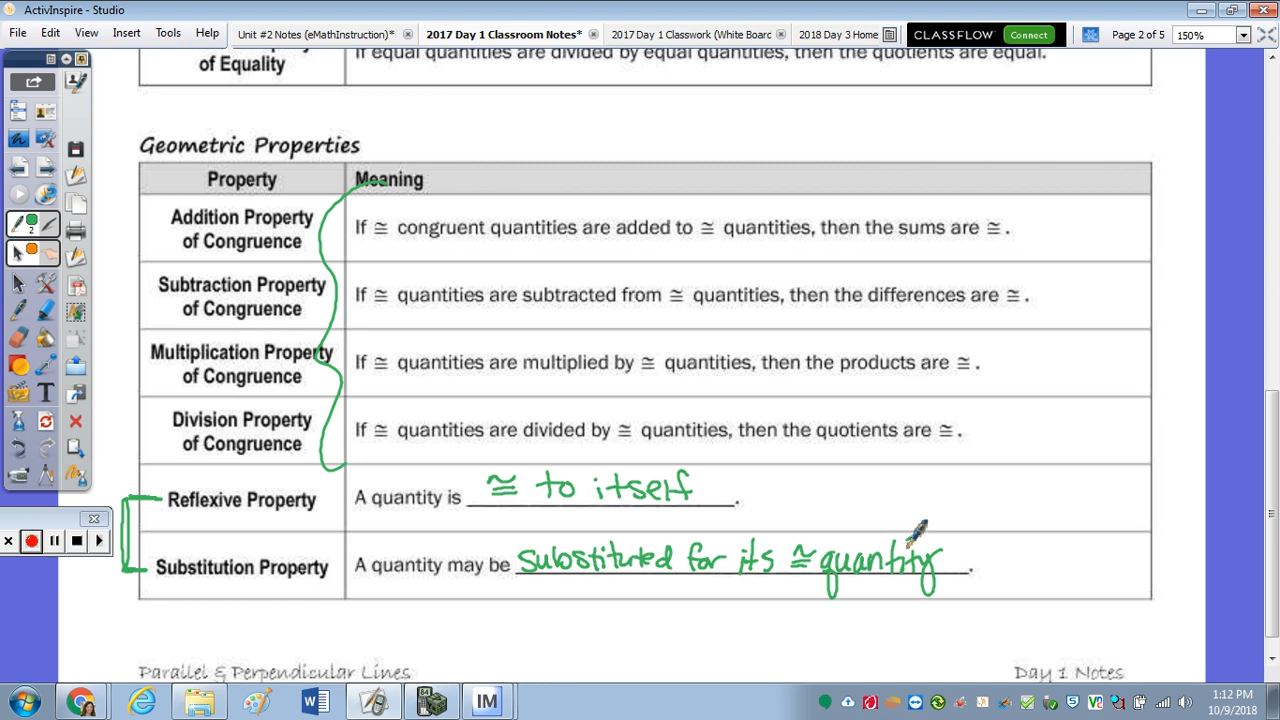 ActivInspire - Studio
File Edit View Insert Tools Help
Unit #2 Notes (eMathInstruction)*
2017 Day 1 Classroom Notes*
2017 Day 1 Classwork (White Board
2018 Day 3 Home
CLASSFLOW Connect
Page 2 of 5
150%
of Equality
If equal quantities are divided by equal quantities, then the quotients are equal.
Geometric Properties
Property Meaning
Addition Property
of Congruence
If ≅ congruent quantities are added to ≅ quantities, then the sums are ≅ .
Subtraction Property
of Congruence
If ≅ quantities are subtracted from ≅ quantities, then the differences are ≅ .
Multiplication Property
of Congruence
If ≅ quantities are multiplied by ≅ quantities, then the products are ≅ .
Division Property
of Congruence
If ≅ quantities are divided by ≅ quantities, then the quotients are ≅ .
Reflexive Property
A quantity is ≅ to itself .
Substitution Property
A quantity may be substituted for its ≅ quantity .
Parallel & Perpendicular Lines Day 1 Notes
2
T
W
IM
1:12 PM
10/9/2018